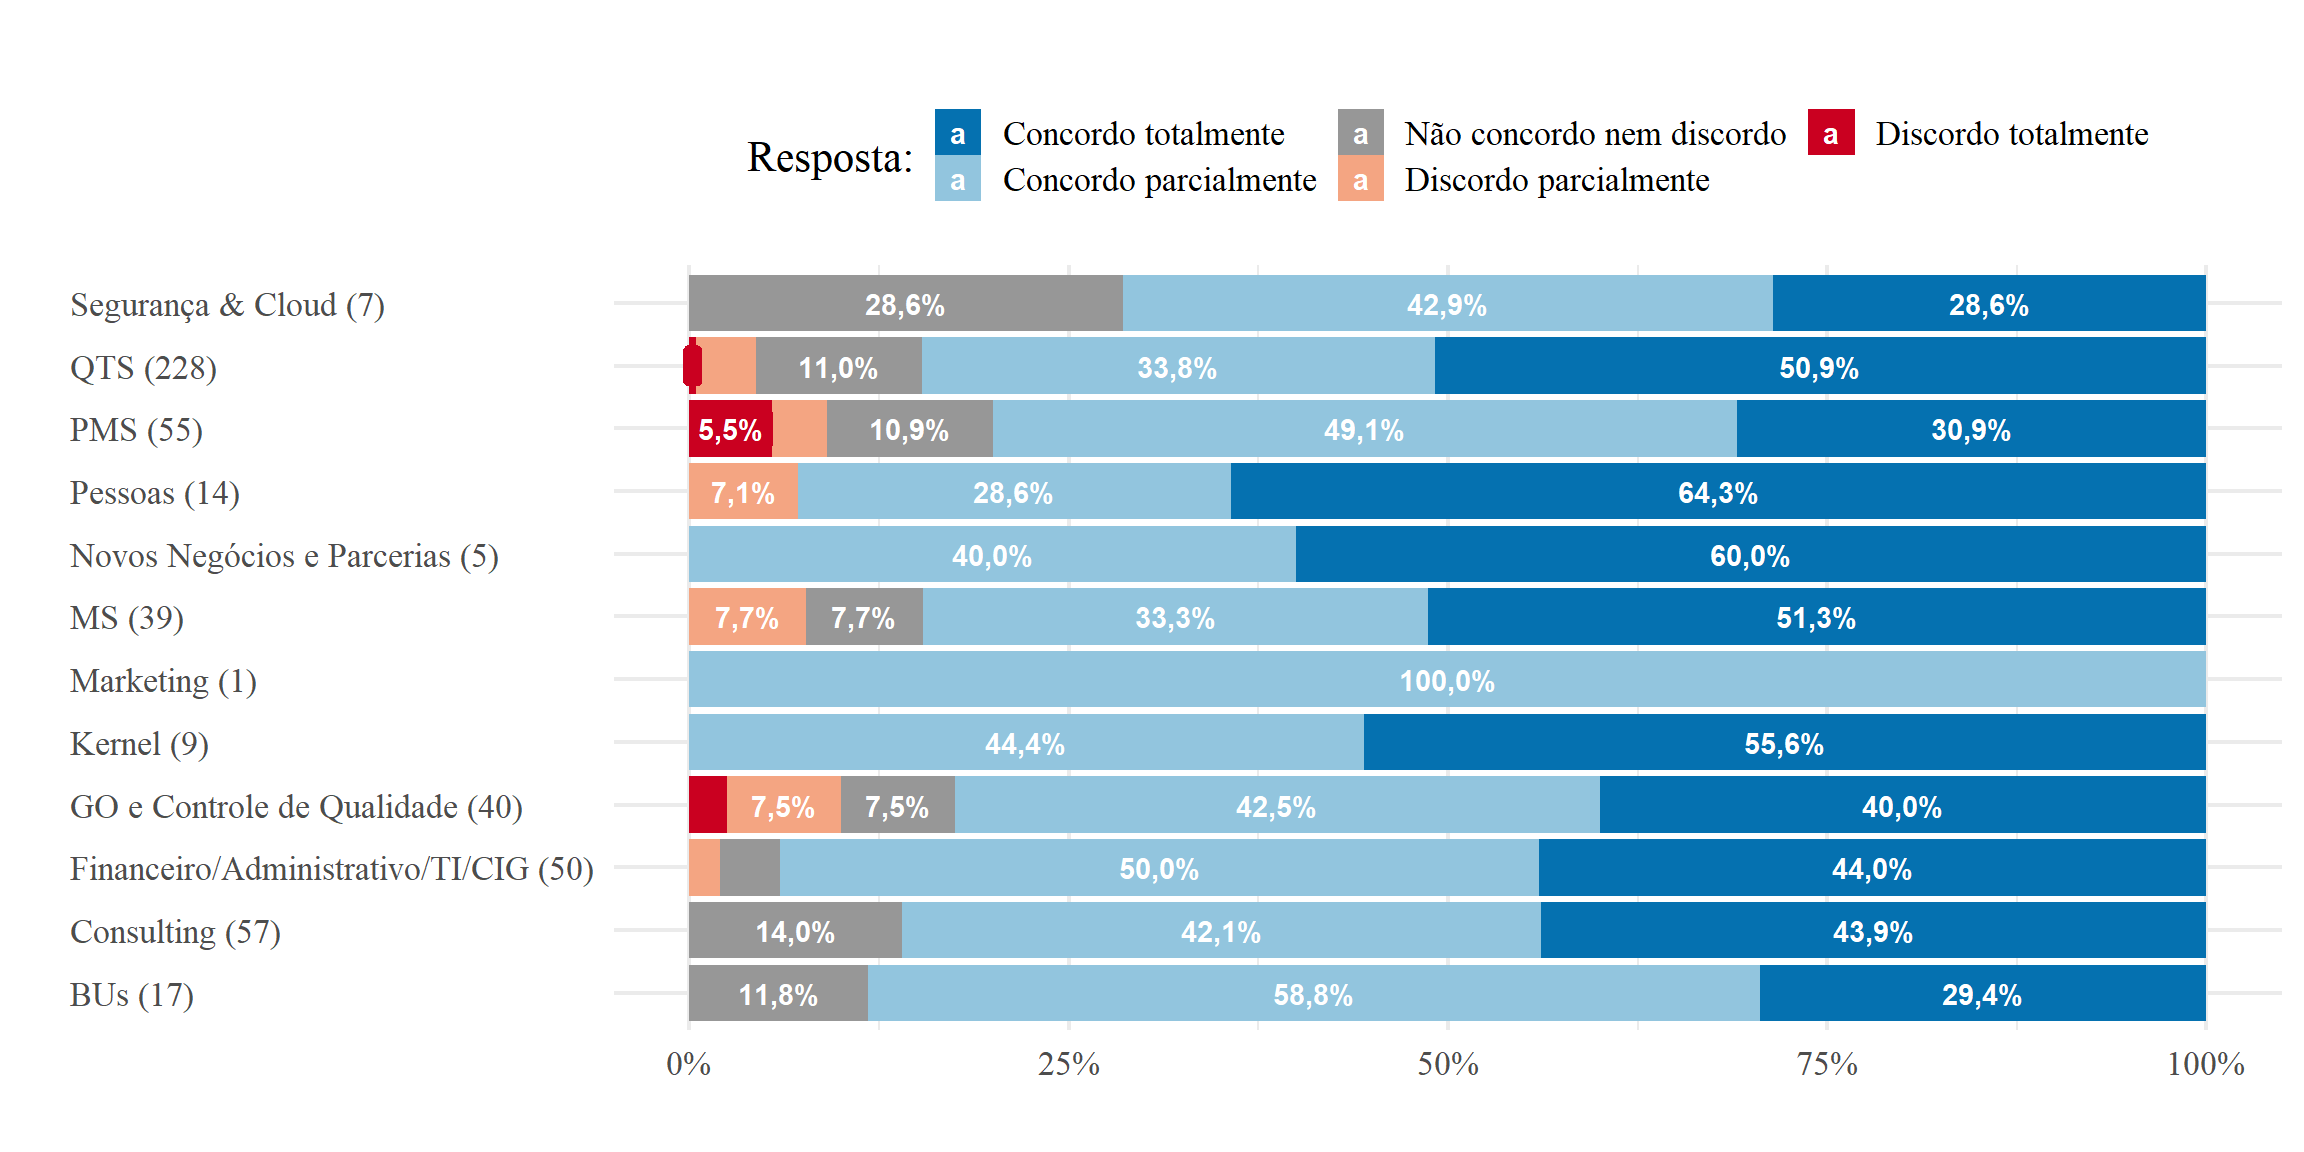 Resposta:
a Concordo totalmente
a Concordo parcialmente
a Não concordo nem discordo
a Discordo parcialmente
a Discordo totalmente
Segurança & Cloud (7) 28,6% 42,9% 28,6%
QTS (228) 11,0% 33,8% 50,9%
PMS (55) 5,5% 10,9% 49,1% 30,9%
Pessoas (14) 7,1% 28,6% 64,3%
Novos Negócios e Parcerias (5) 40,0% 60,0%
MS (39) 7,7% 7,7% 33,3% 51,3%
Marketing (1) 100,0%
Kernel (9) 44,4% 55,6%
GO e Controle de Qualidade (40) 7,5% 7,5% 42,5% 40,0%
Financeiro/Administrativo/TI/CIG (50) 50,0% 44,0%
Consulting (57) 14,0% 42,1% 43,9%
BUs (17) 11,8% 58,8% 29,4%
0% 25% 50% 75% 100%